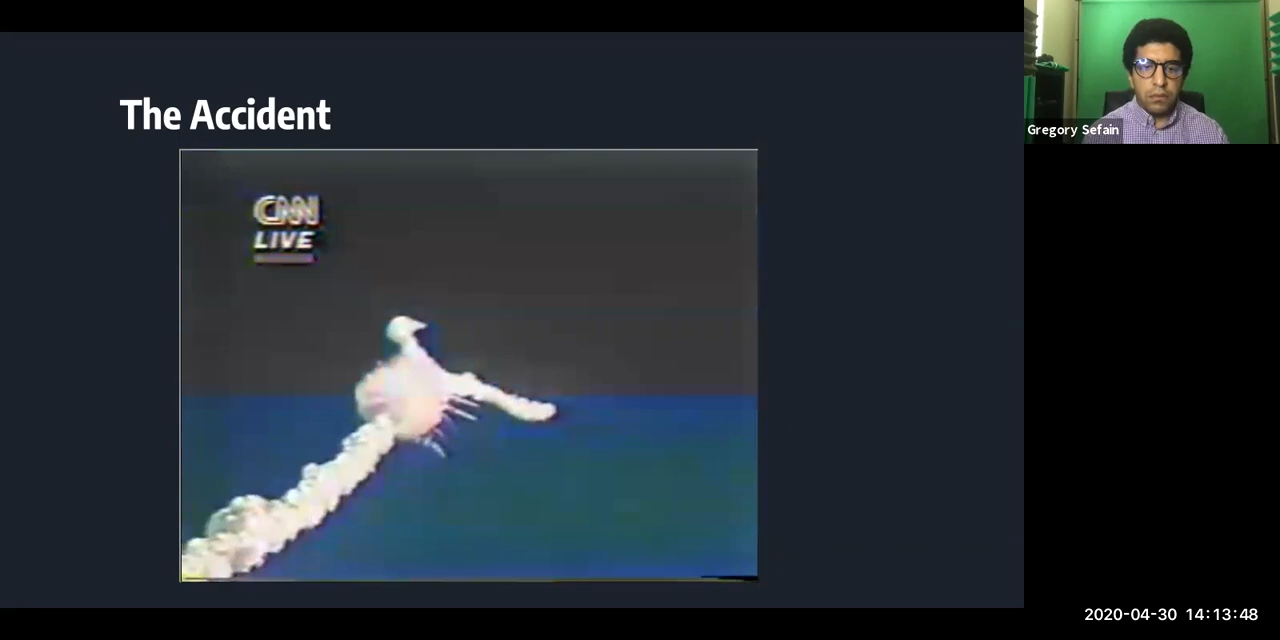 The Accident
CNN
LIVE
Gregory Sefain
2020-04-30 14:13:48